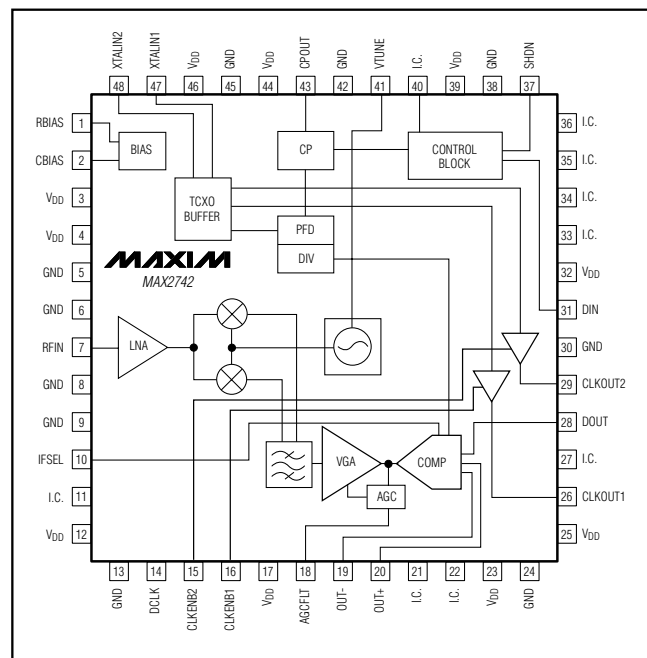 XTALIN2
XTALIN1
VDD
GND
VDD
CPOUT
GND
VTUNE
I.C.
VDD
GND
SHDN
48
47
46
45
44
43
42
41
40
39
38
37
RBIAS 1
CBIAS 2
VDD 3
VDD 4
GND 5
GND 6
RFIN 7
GND 8
GND 9
IFSEL 10
I.C. 11
VDD 12
BIAS
TCXO
BUFFER
CP
PFD
DIV
CONTROL
BLOCK
MAXIM
MAX2742
LNA
VGA
AGC
COMP
36 I.C.
35 I.C.
34 I.C.
33 I.C.
32 VDD
31 DIN
30 GND
29 CLKOUT2
28 DOUT
27 I.C.
26 CLKOUT1
25 VDD
13
14
15
16
17
18
19
20
21
22
23
24
GND
DCLK
CLKENB2
CLKENB1
VDD
AGCFLT
OUT-
OUT+
I.C.
I.C.
VDD
GND